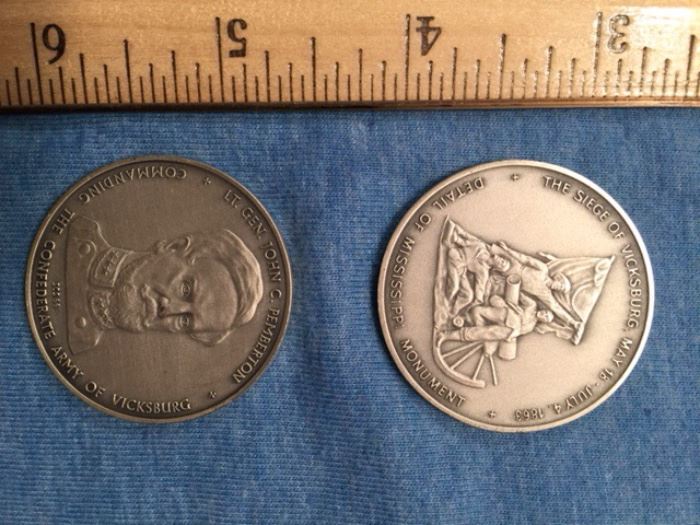 6 5 4 3
LT. GEN. JOHN C. PEMBERTON
COMMANDING THE CONFEDERATE ARMY OF VICKSBURG
THE SIEGE OF VICKSBURG, MAY 18 - JULY 4, 1863
DETAIL OF MISSISSIPPI MONUMENT